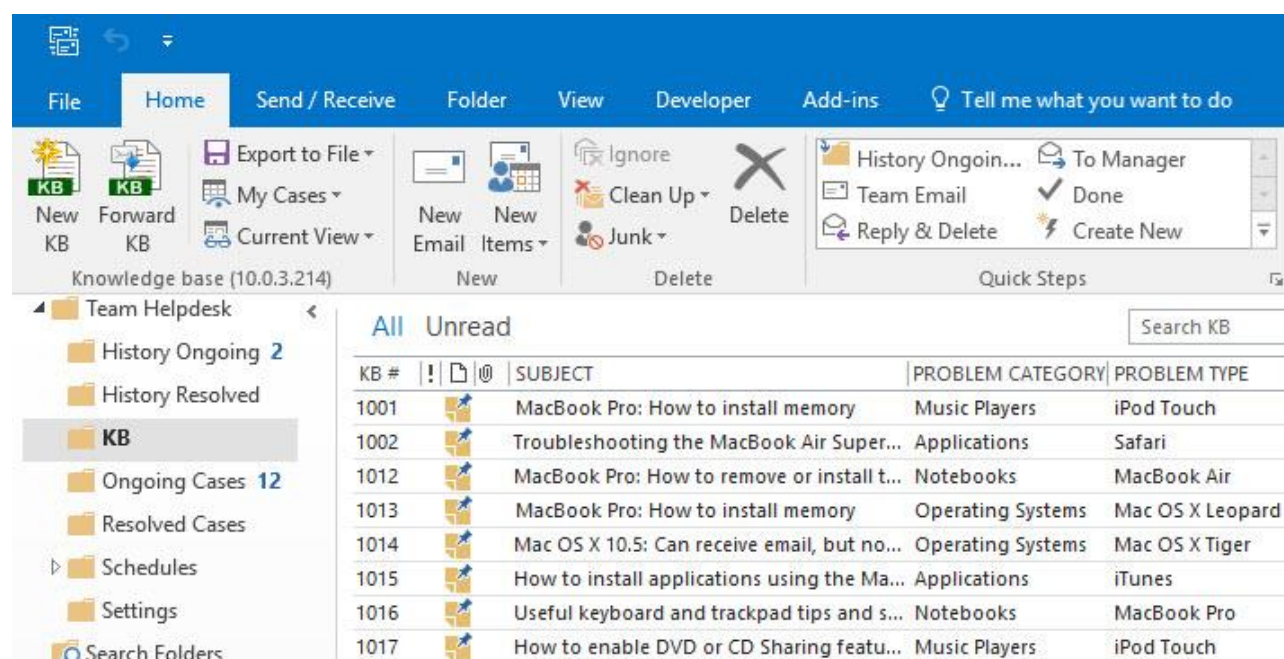 File Home Send / Receive Folder View Developer Add-ins Tell me what you want to do
KB New KB
KB Forward KB
Export to File
My Cases
Current View
Knowledge base (10.0.3.214)
New Email
New Items
New
Ignore
Clean Up
Junk
Delete
Delete
History Ongoin... To Manager
Team Email Done
Reply & Delete Create New
Quick Steps
Team Helpdesk
History Ongoing 2
History Resolved
KB
Ongoing Cases 12
Resolved Cases
Schedules
Settings
Search Folders
All Unread Search KB
KB # ! SUBJECT PROBLEM CATEGORY PROBLEM TYPE
1001 MacBook Pro: How to install memory Music Players iPod Touch
1002 Troubleshooting the MacBook Air Super... Applications Safari
1012 MacBook Pro: How to remove or install t... Notebooks MacBook Air
1013 MacBook Pro: How to install memory Operating Systems Mac OS X Leopard
1014 Mac OS X 10.5: Can receive email, but no... Operating Systems Mac OS X Tiger
1015 How to install applications using the Ma... Applications iTunes
1016 Useful keyboard and trackpad tips and s... Notebooks MacBook Pro
1017 How to enable DVD or CD Sharing featu... Music Players iPod Touch